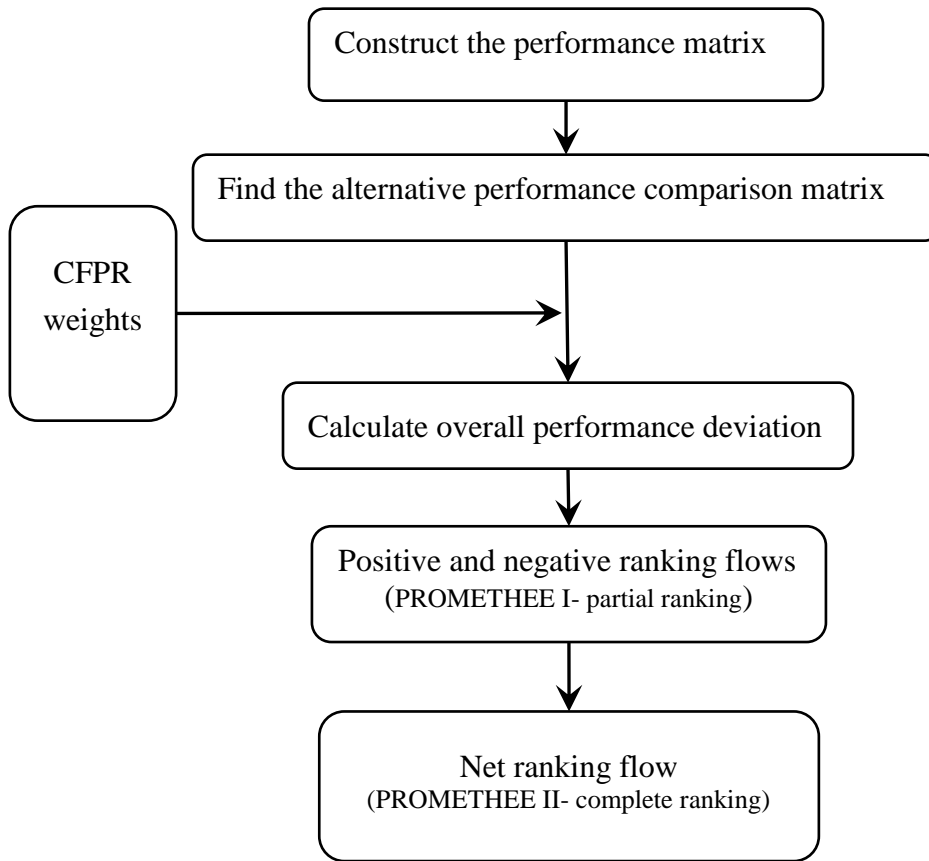 Construct the performance matrix
Find the alternative performance comparison matrix
CFPR
weights
Calculate overall performance deviation
Positive and negative ranking flows
(PROMETHEE I- partial ranking)
Net ranking flow
(PROMETHEE II- complete ranking)